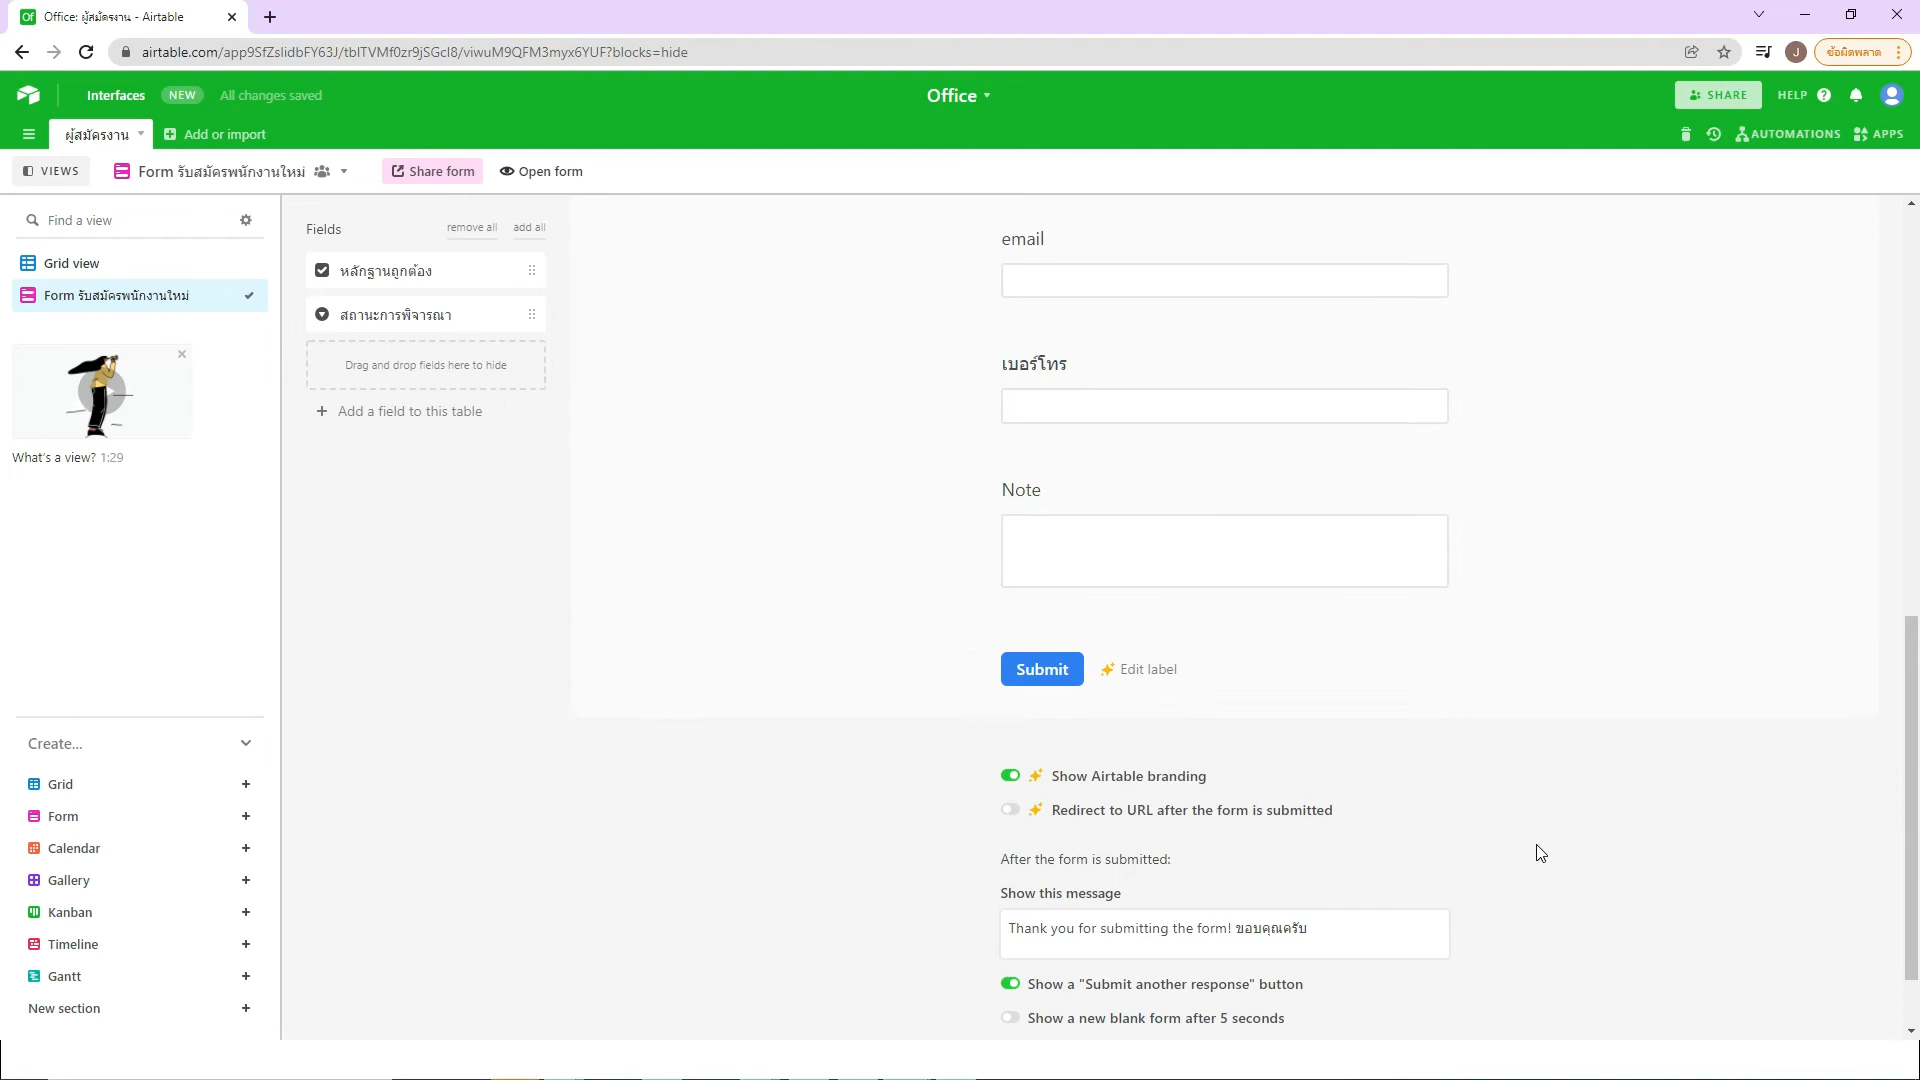 Office: ผู้สมัครงาน - Airtable
airtable.com/app9SfZslidbFY63J/tblTVMf0zr9jSGcl8/viwuM9QFM3myx6YUF?blocks=hide
J
ข้อผิดพลาด
Interfaces NEW All changes saved
Office
SHARE
HELP
ผู้สมัครงาน
Add or import
AUTOMATIONS
APPS
VIEWS
Form รับสมัครพนักงานใหม่
Share form
Open form
Find a view
Grid view
Form รับสมัครพนักงานใหม่
What's a view? 1:29
Create...
Grid
Form
Calendar
Gallery
Kanban
Timeline
Gantt
New section
Fields remove all add all
หลักฐานถูกต้อง
สถานะการพิจารณา
Drag and drop fields here to hide
Add a field to this table
email
เบอร์โทร
Note
Submit Edit label
Show Airtable branding
Redirect to URL after the form is submitted
After the form is submitted:
Show this message
Thank you for submitting the form! ขอบคุณครับ
Show a "Submit another response" button
Show a new blank form after 5 seconds